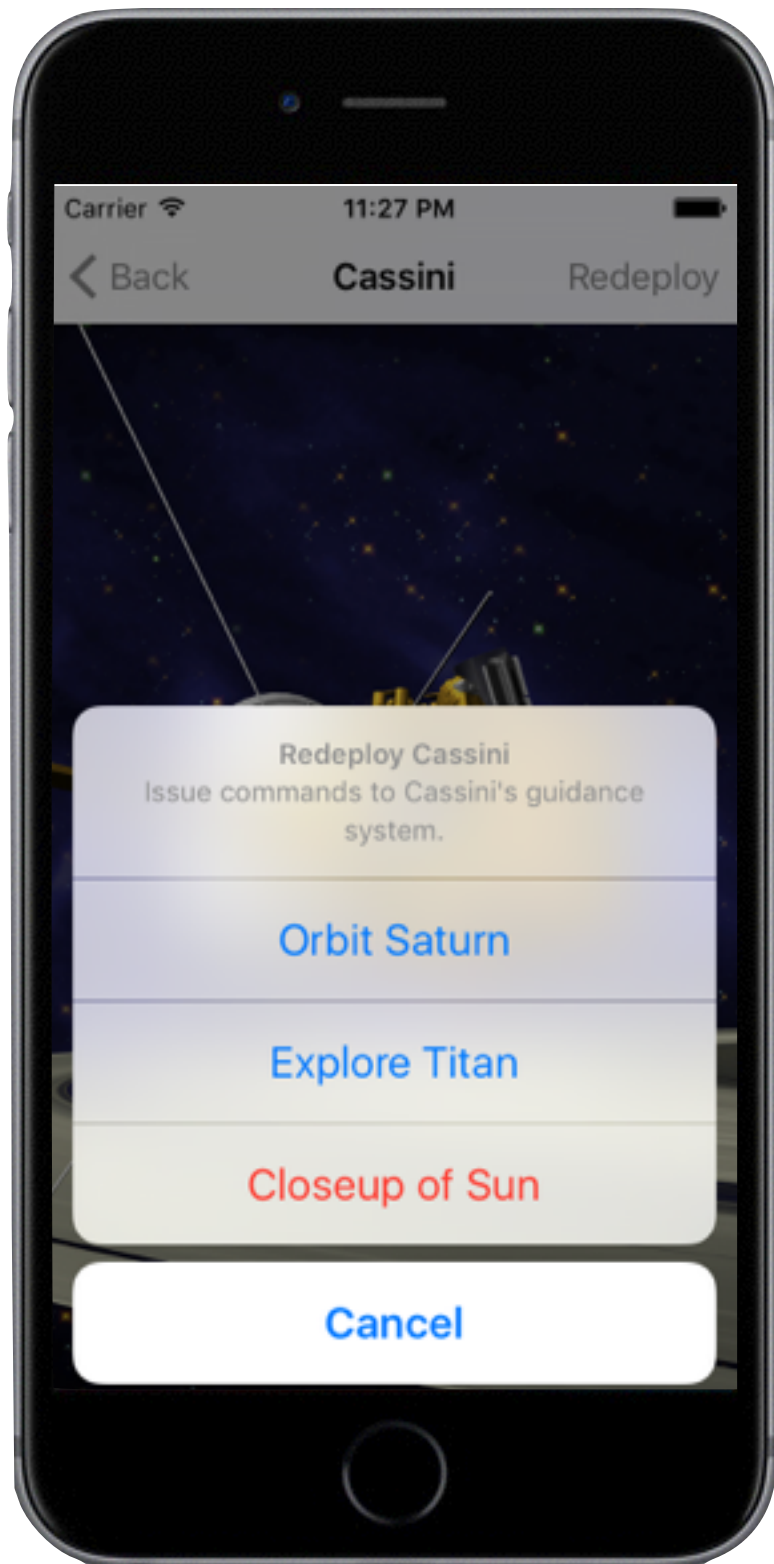 Carrier 11:27 PM
Back Cassini Redeploy
Redeploy Cassini
Issue commands to Cassini's guidance
system.
Orbit Saturn
Explore Titan
Closeup of Sun
Cancel